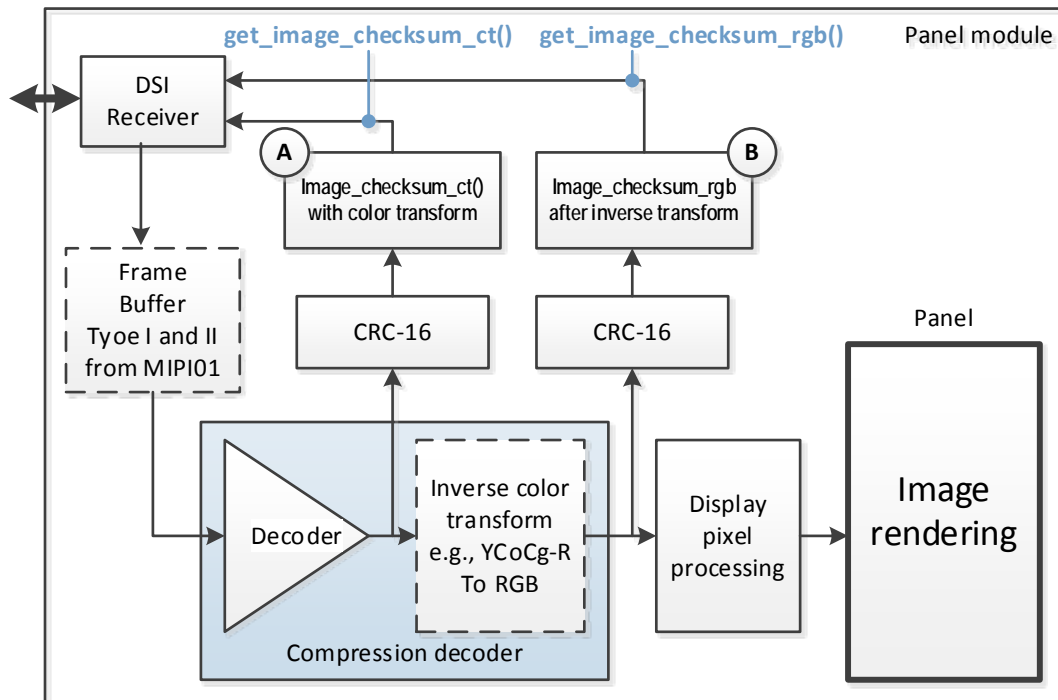 get_image_checksum_ct()
get_image_checksum_rgb()
Panel module
DSI
Receiver
A
B
Image_checksum_ct()
with color transform
Image_checksum_rgb
after inverse transform
Frame
Buffer
Tyoe I and II
from MIPI01
CRC-16
CRC-16
Panel
Decoder
Inverse color
transform
e.g., YCoCg-R
To RGB
Display
pixel
processing
Image
rendering
Compression decoder